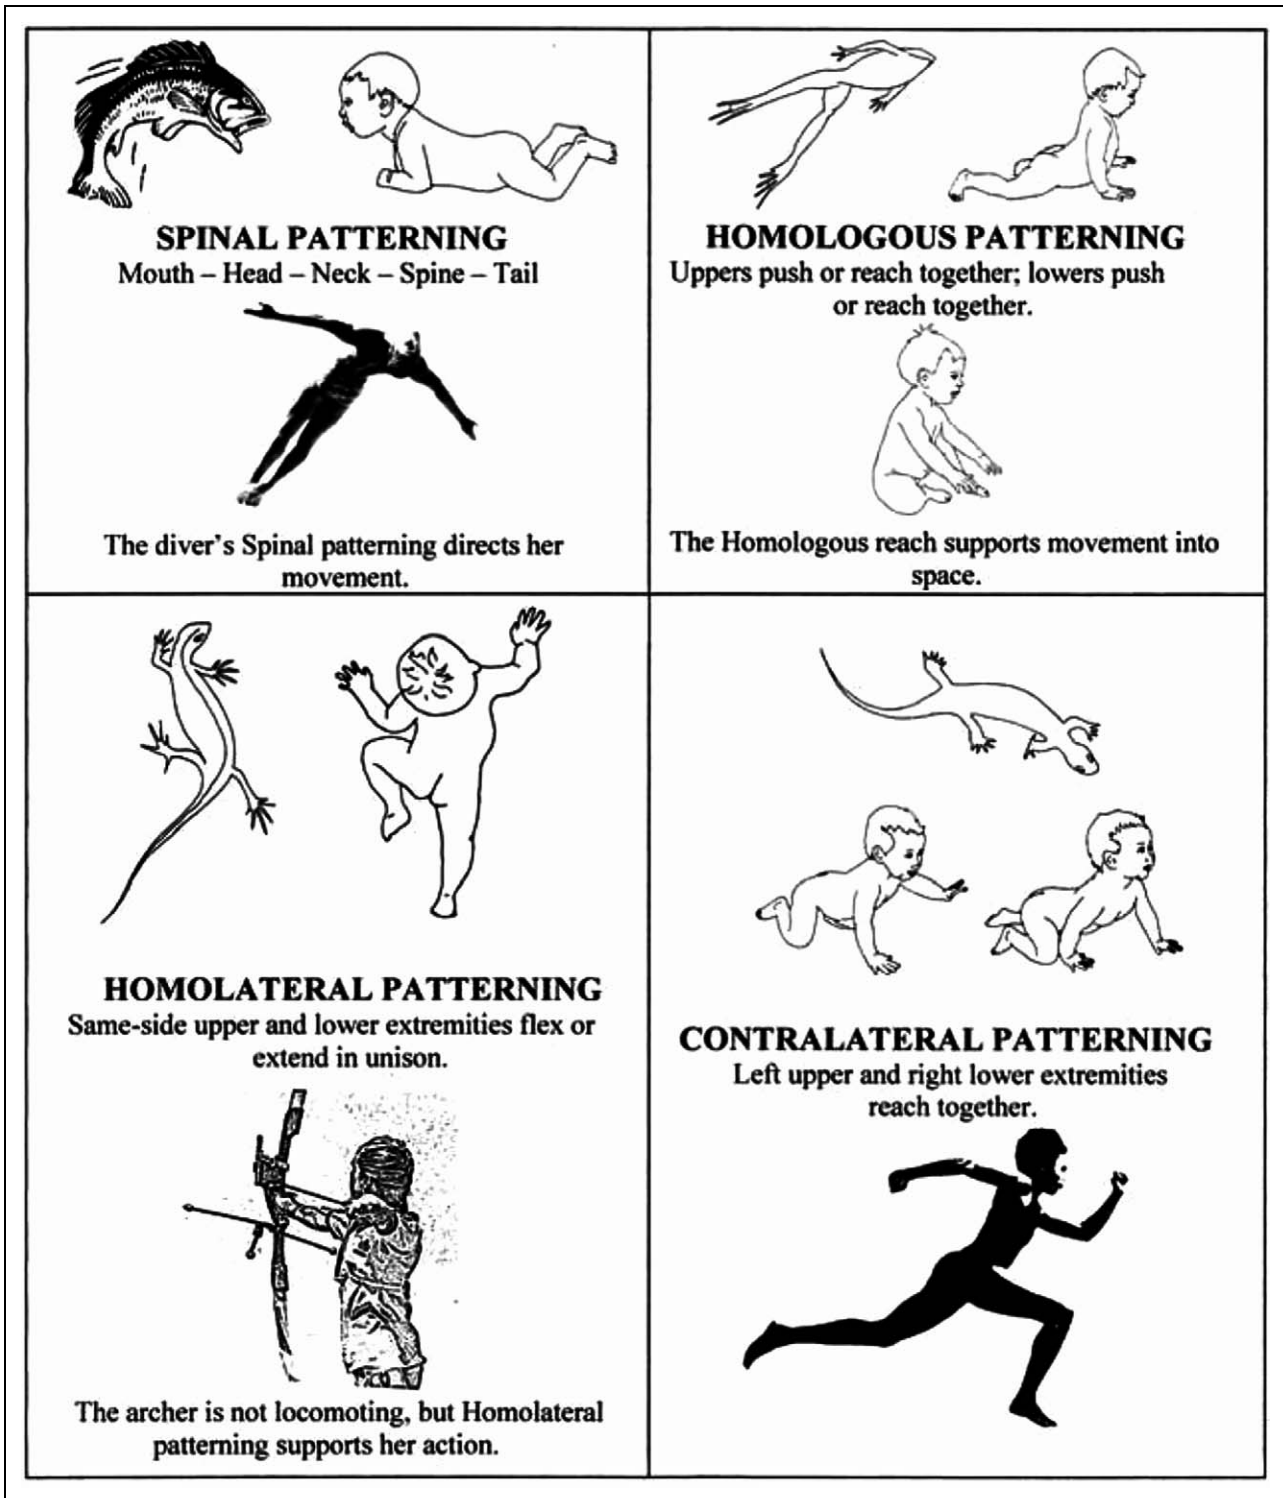 SPINAL PATTERNING
Mouth – Head – Neck – Spine – Tail
The diver's Spinal patterning directs her
movement.
HOMOLOGOUS PATTERNING
Uppers push or reach together; lowers push
or reach together.
The Homologous reach supports movement into
space.
HOMOLATERAL PATTERNING
Same-side upper and lower extremities flex or
extend in unison.
The archer is not locomoting, but Homolateral
patterning supports her action.
CONTRALATERAL PATTERNING
Left upper and right lower extremities
reach together.